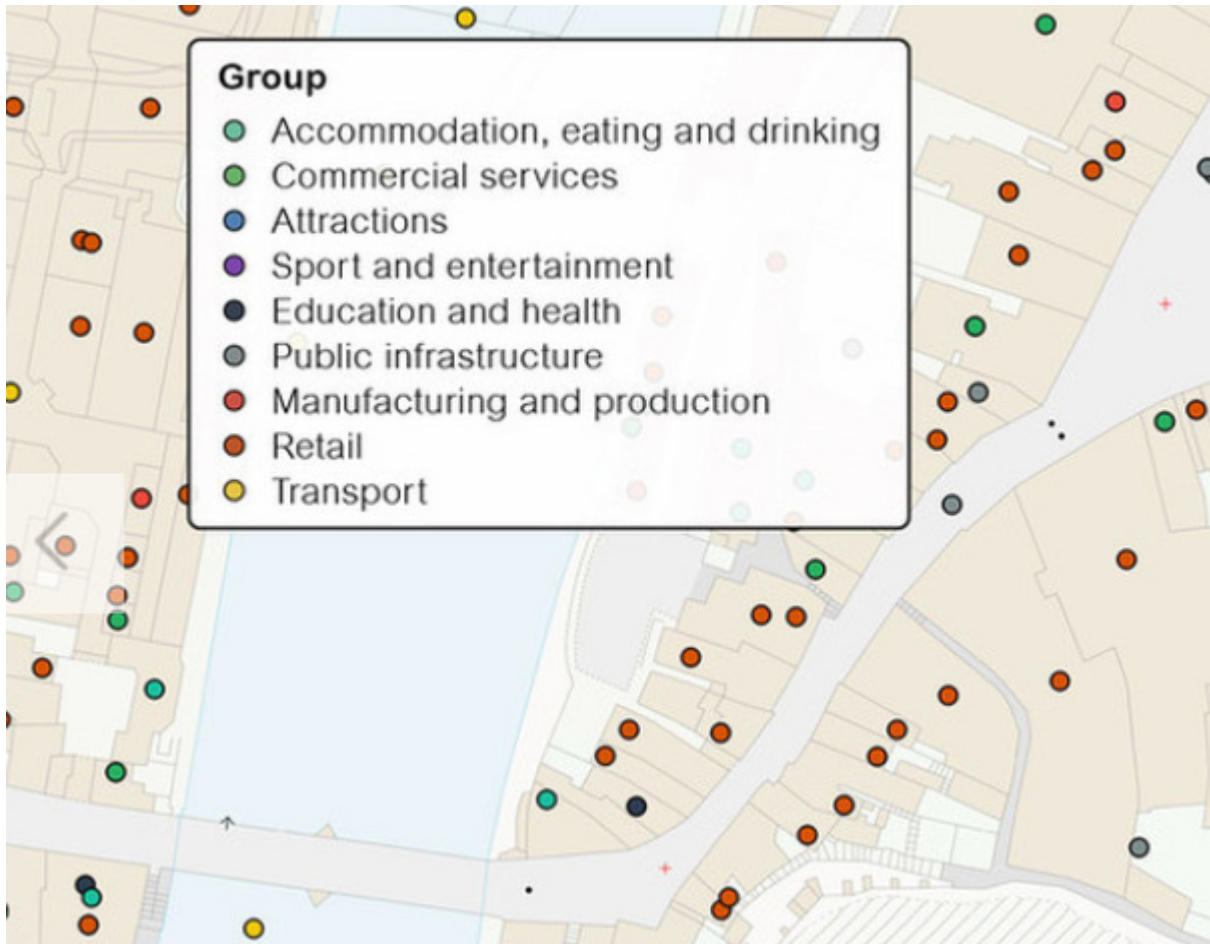 Group
Accommodation, eating and drinking
Commercial services
Attractions
Sport and entertainment
Education and health
Public infrastructure
Manufacturing and production
Retail
Transport